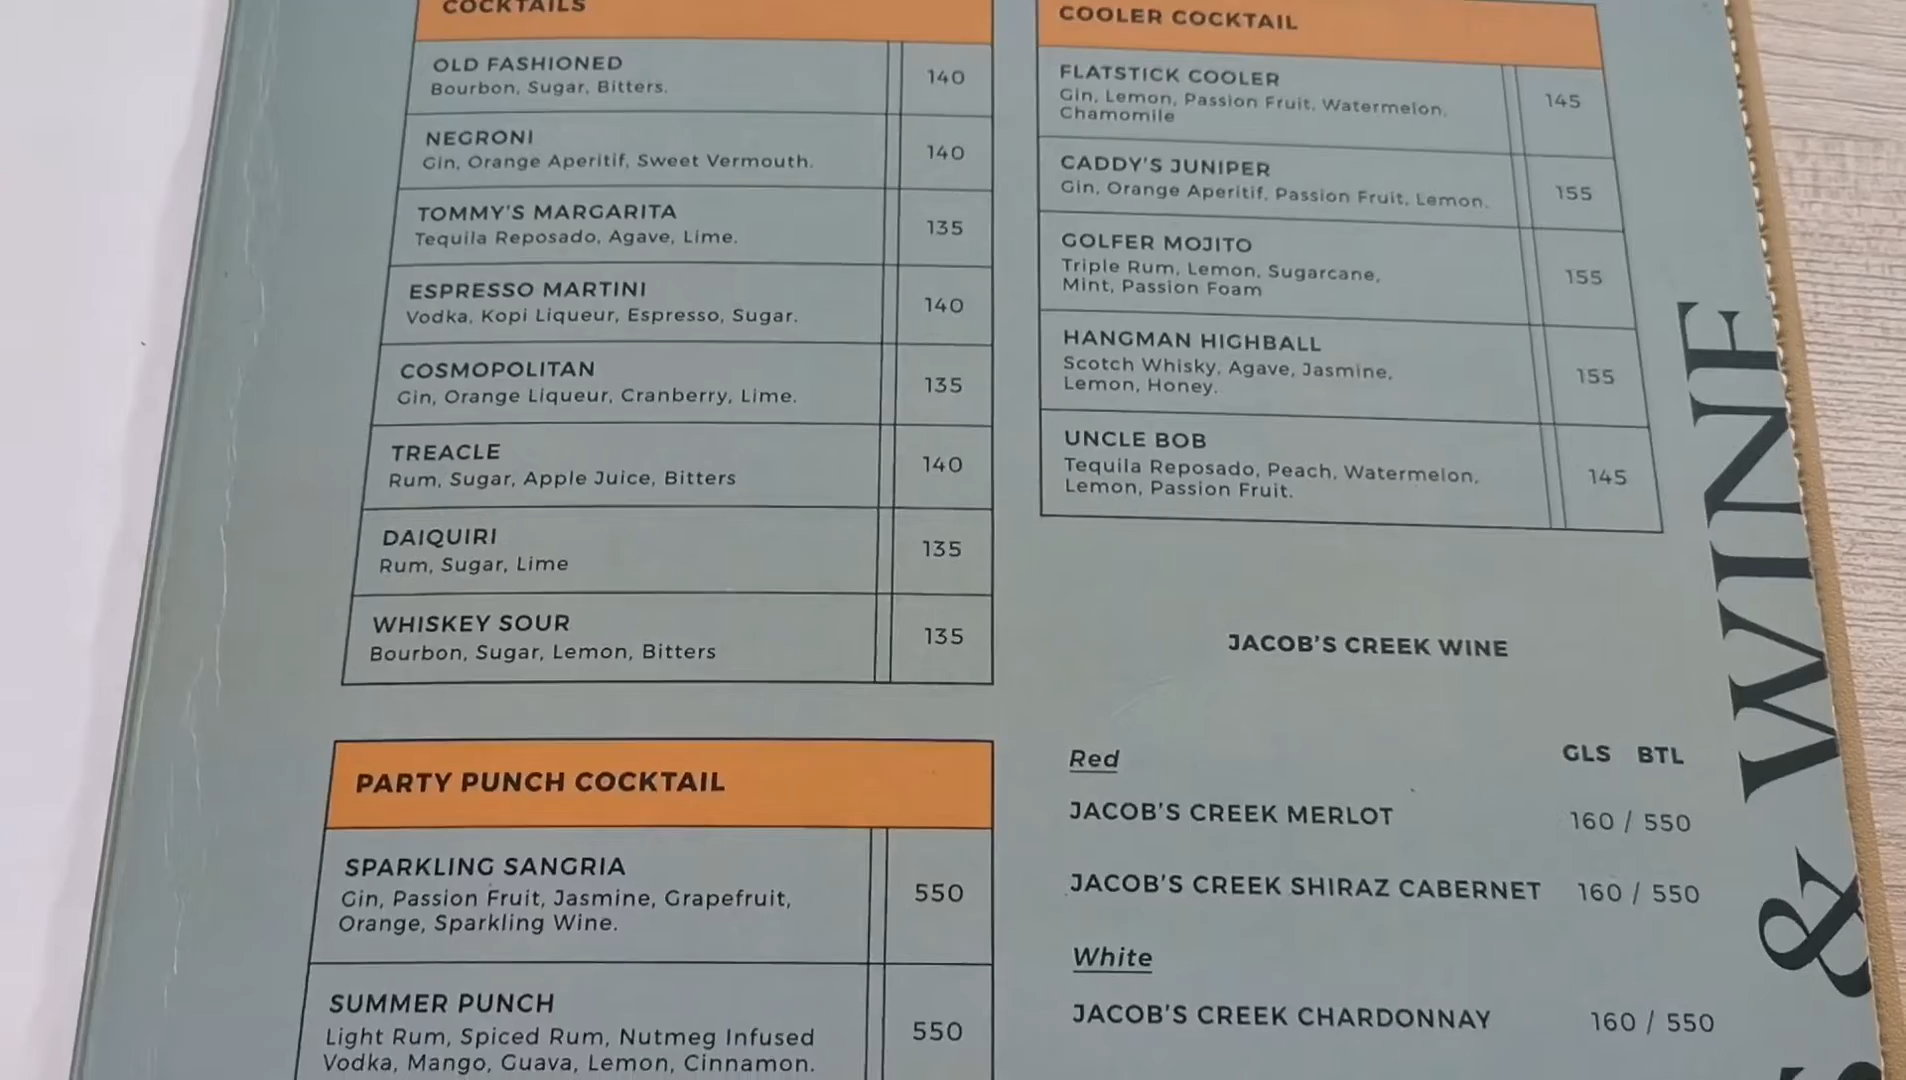 COCKTAILS
OLD FASHIONED
Bourbon, Sugar, Bitters.
140
NEGRONI
Gin, Orange Aperitif, Sweet Vermouth.
140
TOMMY'S MARGARITA
Tequila Reposado, Agave, Lime.
135
ESPRESSO MARTINI
Vodka, Kopi Liqueur, Espresso, Sugar.
140
COSMOPOLITAN
Gin, Orange Liqueur, Cranberry, Lime.
135
TREACLE
Rum, Sugar, Apple Juice, Bitters
140
DAIQUIRI
Rum, Sugar, Lime
135
WHISKEY SOUR
Bourbon, Sugar, Lemon, Bitters
135
PARTY PUNCH COCKTAIL
SPARKLING SANGRIA
Gin, Passion Fruit, Jasmine, Grapefruit,
Orange, Sparkling Wine.
550
SUMMER PUNCH
Light Rum, Spiced Rum, Nutmeg Infused
Vodka, Mango, Guava, Lemon, Cinnamon.
550
COOLER COCKTAIL
FLATSTICK COOLER
Gin, Lemon, Passion Fruit, Watermelon,
Chamomile
145
CADDY'S JUNIPER
Gin, Orange Aperitif, Passion Fruit, Lemon.
155
GOLFER MOJITO
Triple Rum, Lemon, Sugarcane,
Mint, Passion Foam
155
HANGMAN HIGHBALL
Scotch Whisky, Agave, Jasmine,
Lemon, Honey.
155
UNCLE BOB
Tequila Reposado, Peach, Watermelon,
Lemon, Passion Fruit.
145
JACOB'S CREEK WINE
Red GLS BTL
JACOB'S CREEK MERLOT 160 / 550
JACOB'S CREEK SHIRAZ CABERNET 160 / 550
White
JACOB'S CREEK CHARDONNAY 160 / 550
& WINE